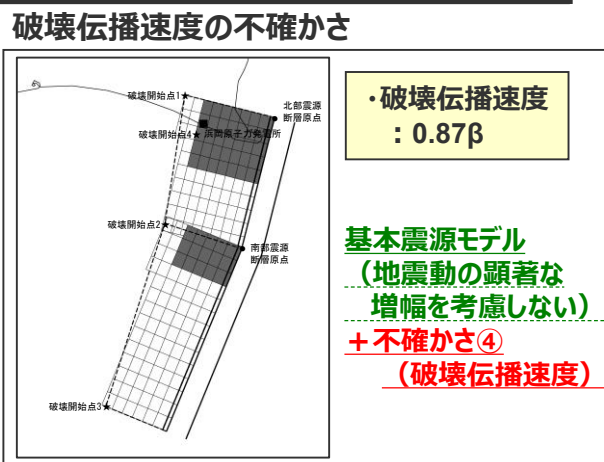 破壊伝播速度の不確かさ
破壊開始点1★
北部震源
断層原点
破壊開始点4★ 浜岡原子力発電所
破壊開始点2★
南部震源
断層原点
破壊開始点3★
・破壊伝播速度
：0.87β
基本震源モデル
（地震動の顕著な
増幅を考慮しない）
＋不確かさ④
（破壊伝播速度）